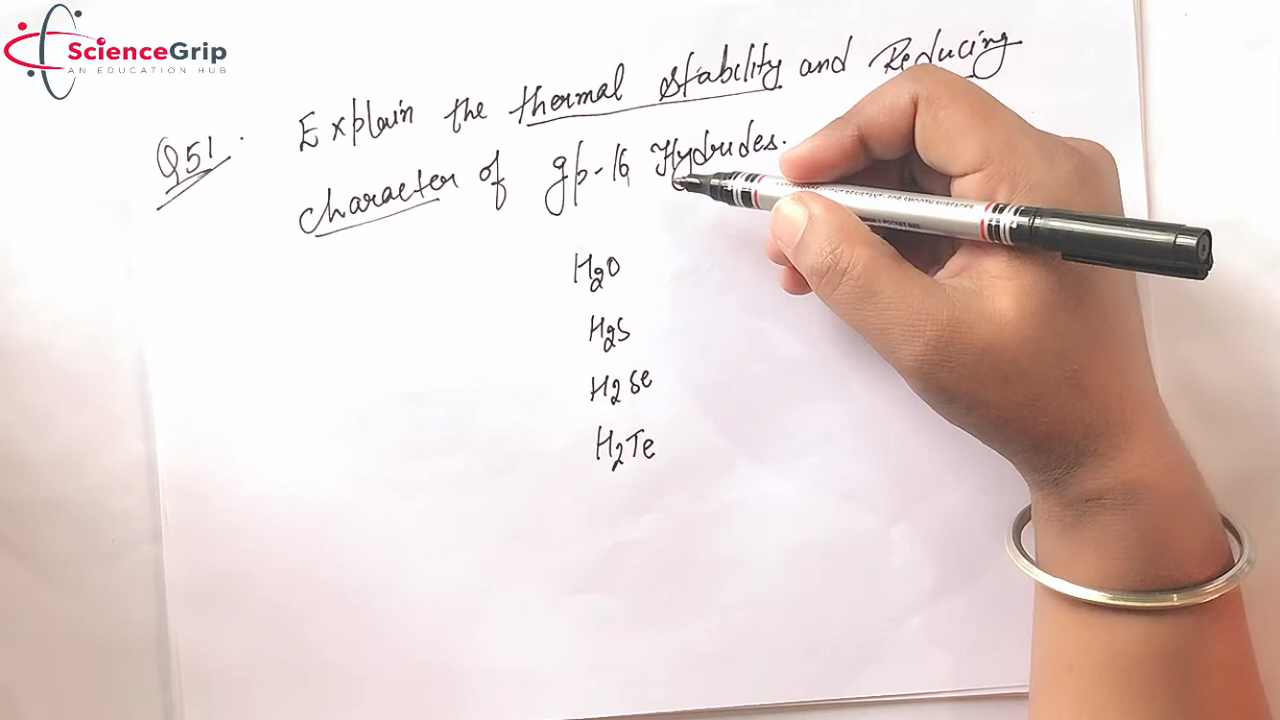 ScienceGrip
AN EDUCATION HUB
Q51. Explain the thermal stability and Reducing
character of gp-16 Hydrides.
H2O
H2S
H2Se
H2Te